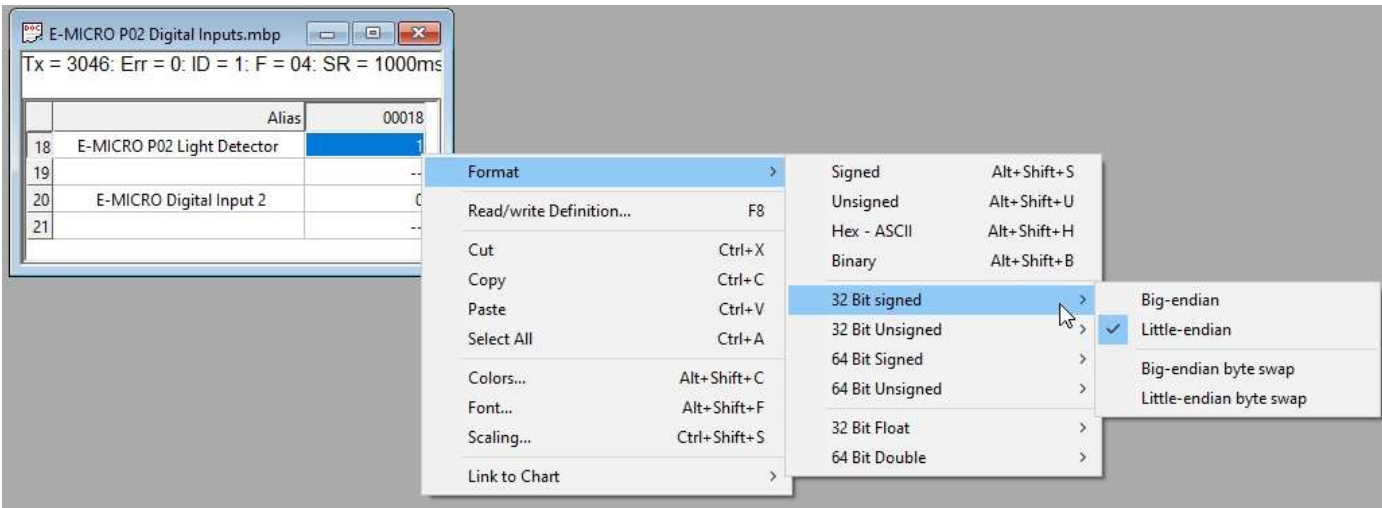 E-MICRO P02 Digital Inputs.mbp
Tx = 3046: Err = 0: ID = 1: F = 04: SR = 1000ms
Alias 00018
18 E-MICRO P02 Light Detector 1
19 --
20 E-MICRO Digital Input 2 0
21 --
Format
Read/write Definition... F8
Cut Ctrl+X
Copy Ctrl+C
Paste Ctrl+V
Select All Ctrl+A
Colors... Alt+Shift+C
Font... Alt+Shift+F
Scaling... Ctrl+Shift+S
Link to Chart
Signed Alt+Shift+S
Unsigned Alt+Shift+U
Hex - ASCII Alt+Shift+H
Binary Alt+Shift+B
32 Bit signed
32 Bit Unsigned
64 Bit Signed
64 Bit Unsigned
32 Bit Float
64 Bit Double
Big-endian
Little-endian
Big-endian byte swap
Little-endian byte swap